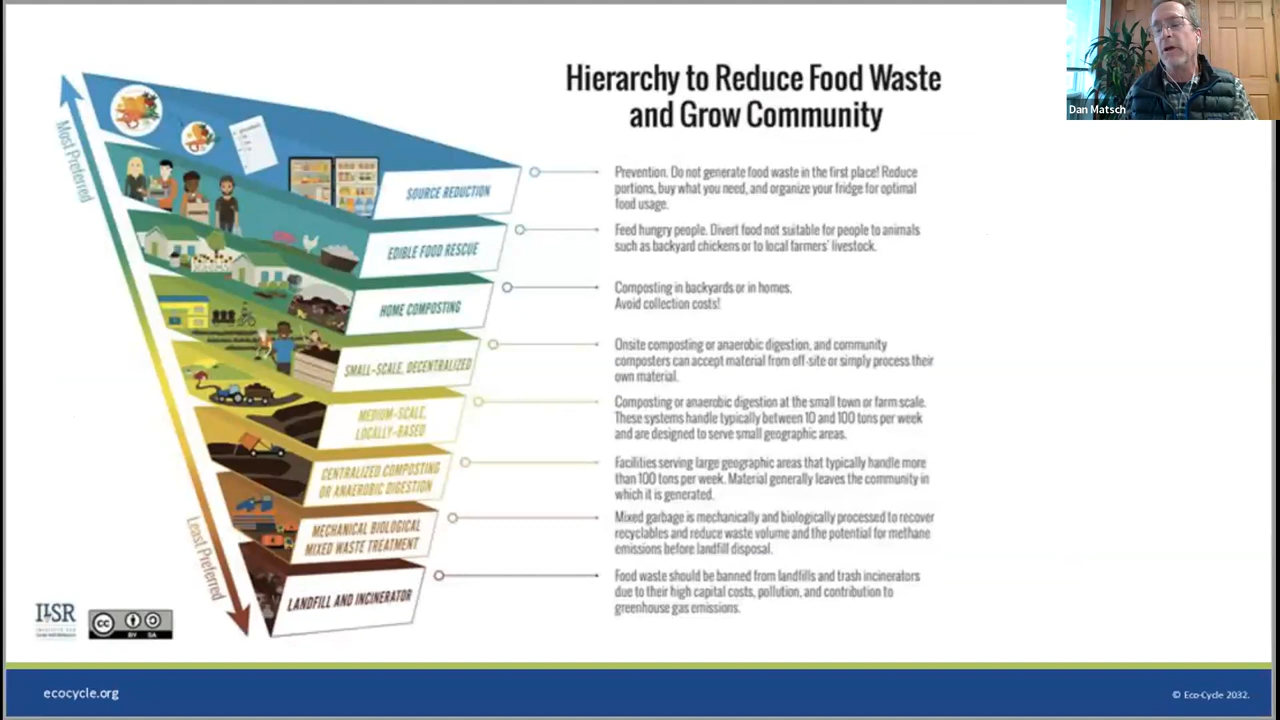 Hierarchy to Reduce Food Waste
and Grow Community
Dan Matsch
Most Preferred
SOURCE REDUCTION
Prevention. Do not generate food waste in the first place! Reduce
portions, buy what you need, and organize your fridge for optimal
food usage.
EDIBLE FOOD RESCUE
Feed hungry people. Divert food not suitable for people to animals
such as backyard chickens or to local farmers' livestock.
HOME COMPOSTING
Composting in backyards or in homes.
Avoid collection costs!
SMALL-SCALE, DECENTRALIZED
Onsite composting or anaerobic digestion, and community
composters can accept material from off-site or simply process their
own material.
MEDIUM-SCALE,
LOCALLY-BASED
Composting or anaerobic digestion at the small town or farm scale.
These systems handle typically between 10 and 100 tons per week
and are designed to serve small geographic areas.
CENTRALIZED COMPOSTING
OR ANAEROBIC DIGESTION
Facilities serving large geographic areas that typically handle more
than 100 tons per week. Material generally leaves the community in
which it is generated.
MECHANICAL BIOLOGICAL
MIXED WASTE TREATMENT
Mixed garbage is mechanically and biologically processed to recover
recyclables and reduce waste volume and the potential for methane
emissions before landfill disposal.
Least Preferred
LANDFILL AND INCINERATOR
Food waste should be banned from landfills and trash incinerators
due to their high capital costs, pollution, and contribution to
greenhouse gas emissions.
ILSR
cc
BY SA
ecocycle.org
© Eco-Cycle 2032.